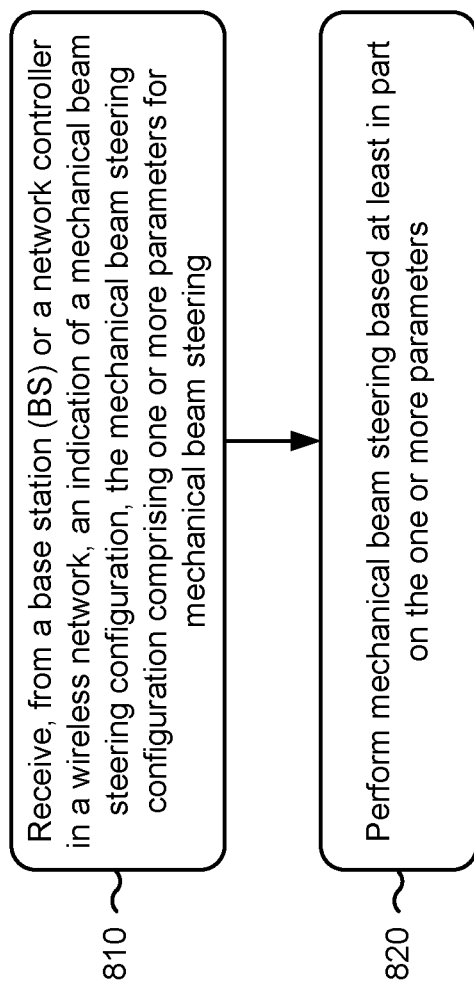 Receive, from a base station (BS) or a network controller
in a wireless network, an indication of a mechanical beam
steering configuration, the mechanical beam steering
configuration comprising one or more parameters for
mechanical beam steering
810
Perform mechanical beam steering based at least in part
on the one or more parameters
820